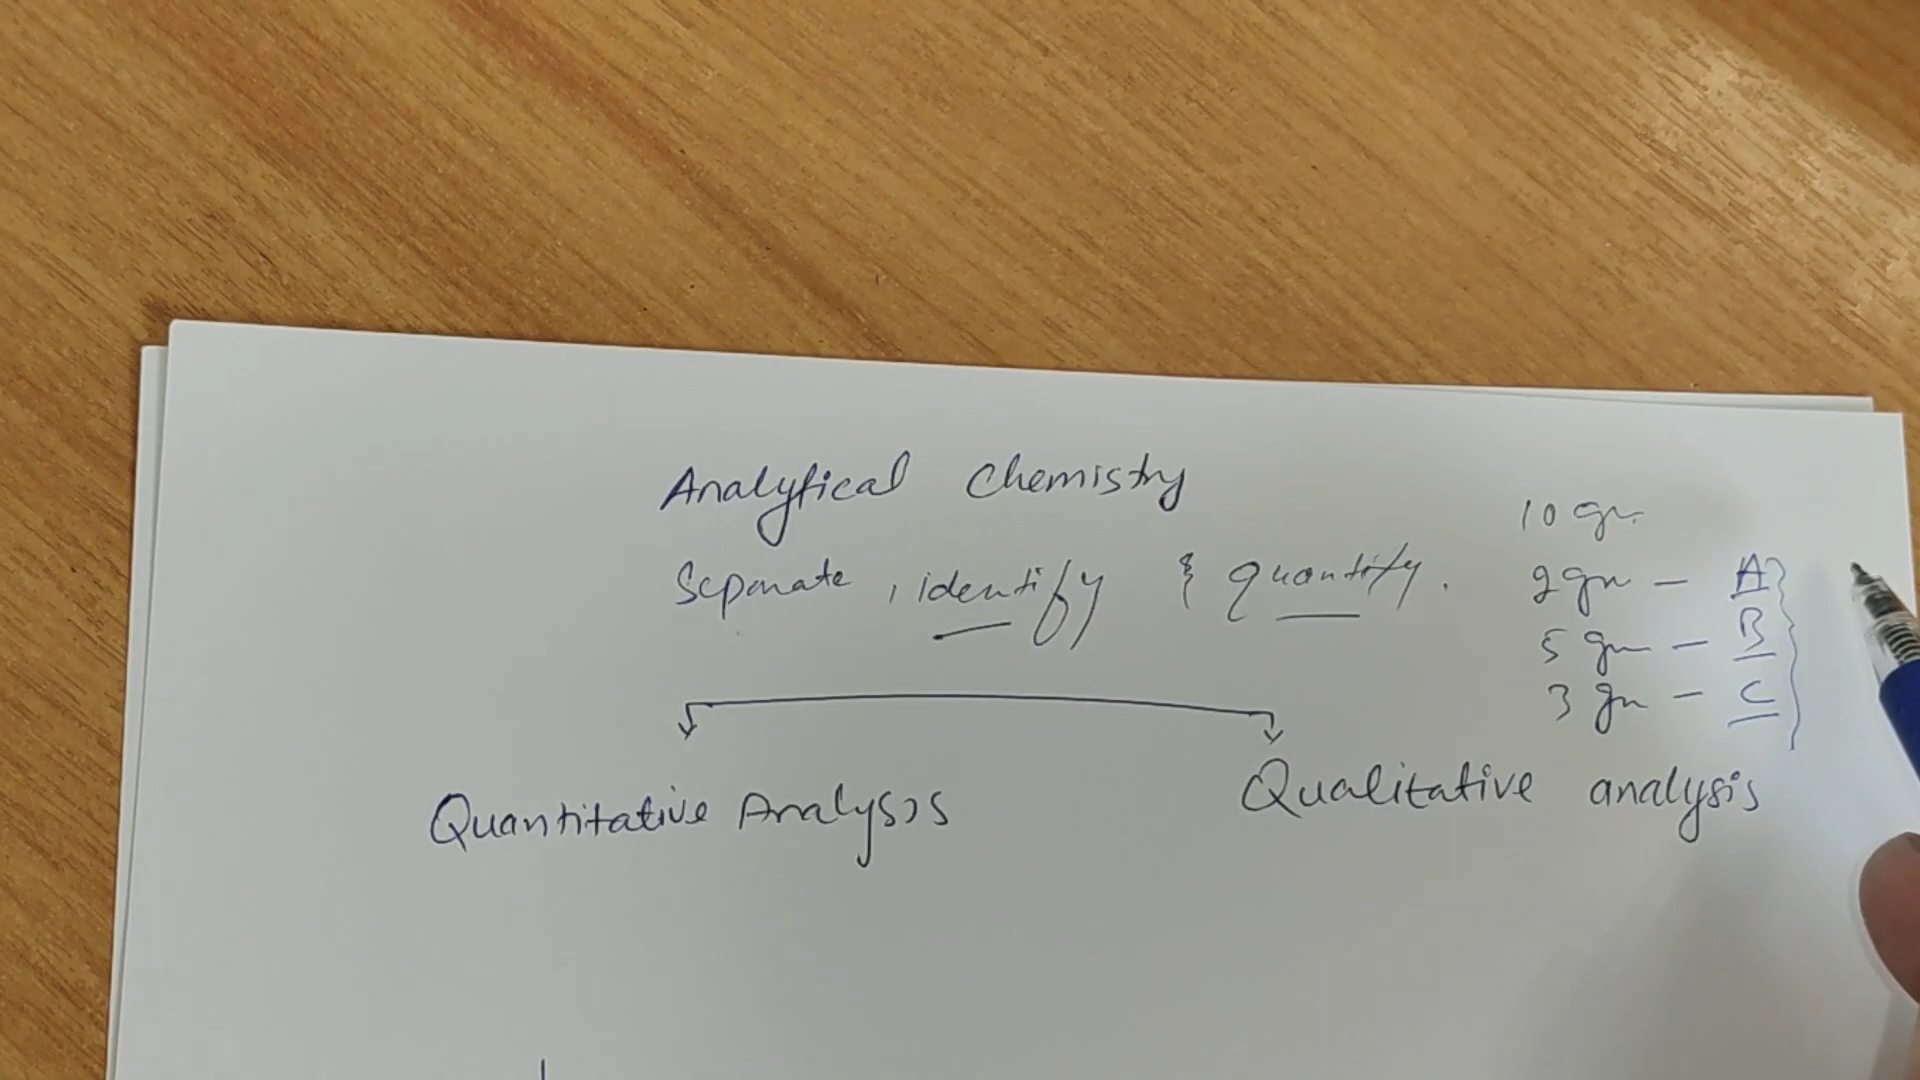 Analytical Chemistry
Separate, identify & quantify.
10 gm
2 gm - A
5 gm - B
3 gm - C
Quantitative Analysis
Qualitative analysis